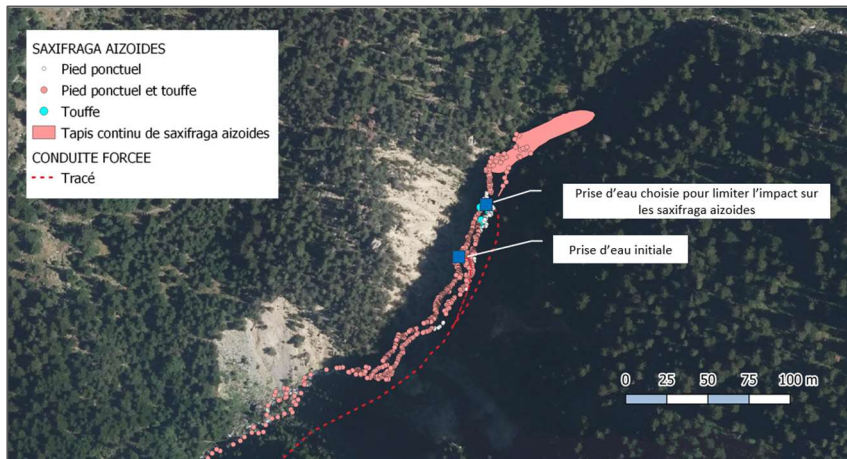 SAXIFRAGA AIZOIDES
Pied ponctuel
Pied ponctuel et touffe
Touffe
Tapis continu de saxifraga aizoides
CONDUITE FORCEE
Tracé
Prise d'eau choisie pour limiter l'impact sur
les saxifraga aizoides
Prise d'eau initiale
0 25 50 75 100 m